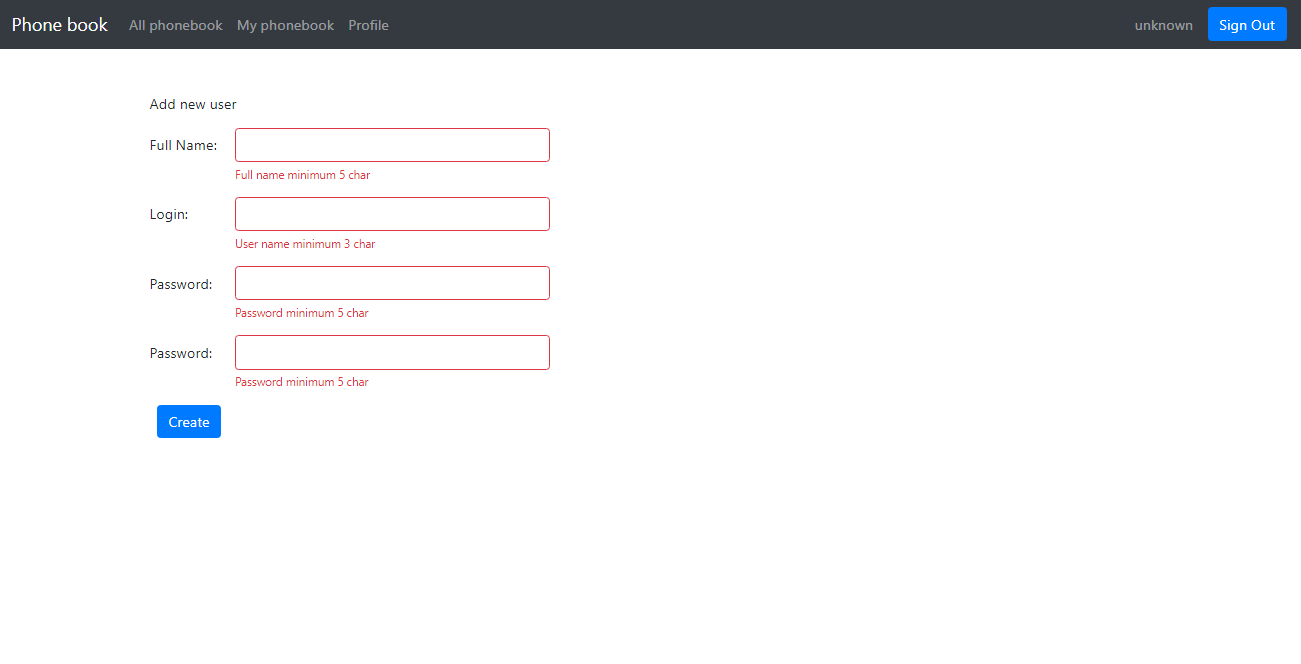 Phone book All phonebook My phonebook Profile unknown Sign Out
Add new user
Full Name:
Full name minimum 5 char
Login:
User name minimum 3 char
Password:
Password minimum 5 char
Password:
Password minimum 5 char
Create